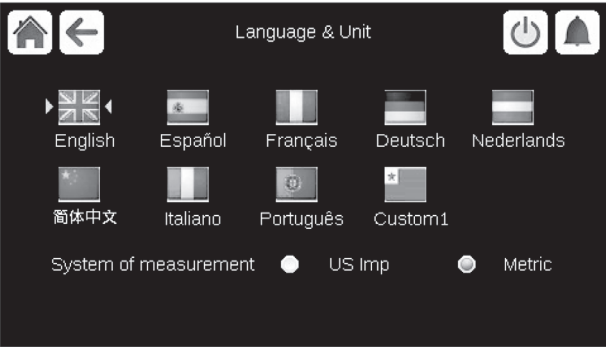 Language & Unit
English Español Français Deutsch Nederlands
简体中文 Italiano Português Custom1
System of measurement US Imp Metric